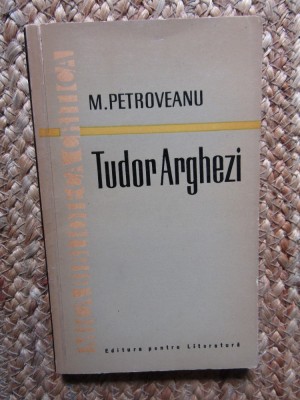 M. PETROVEANU
Tudor Arghezi
Editura pentru Literatură